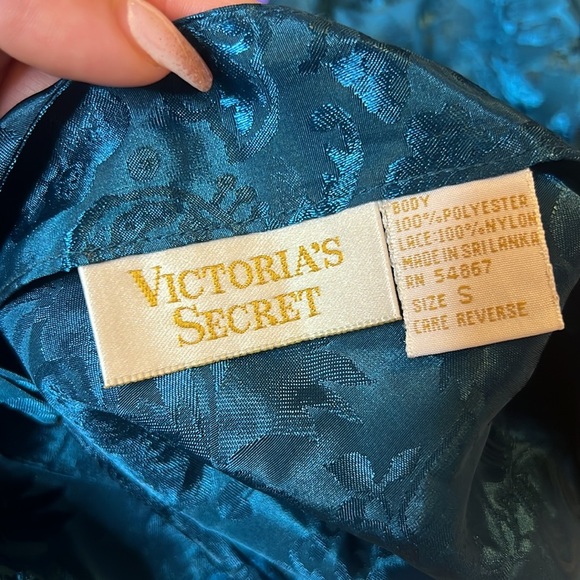 VICTORIA'S
SECRET
BODY
100% POLYESTER
LACE-100% NYLON
MADE IN SRI LANKA
RN 54867
SIZE S
CARE REVERSE